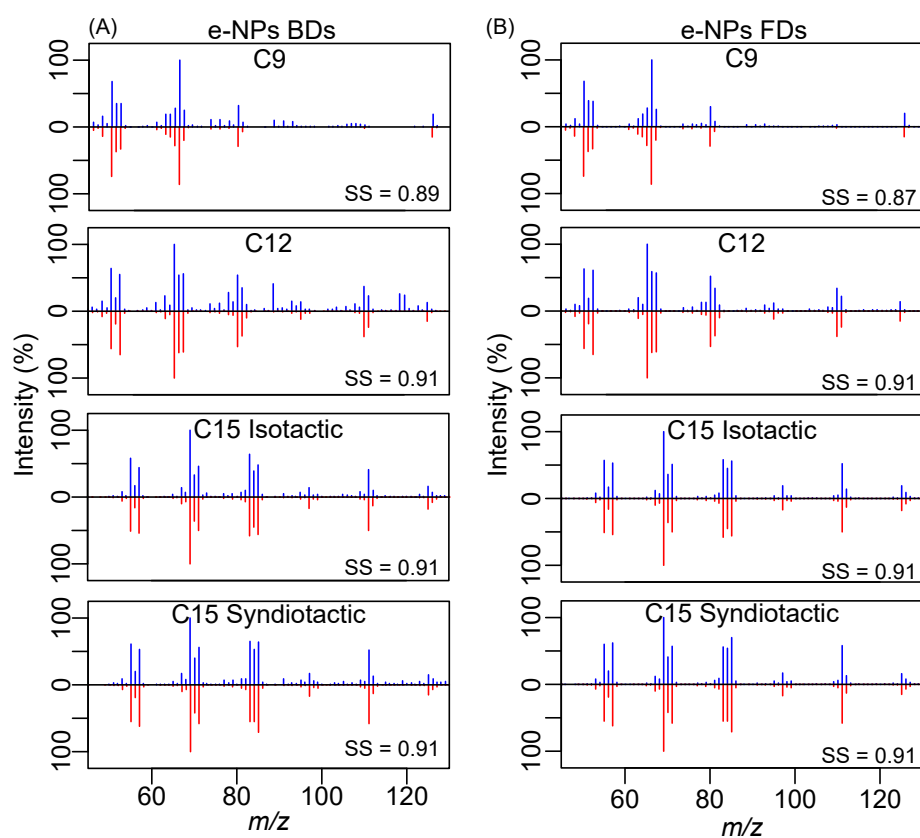 (A) e-NPs BDs
C9
100
0
100
SS = 0.89
C12
100
0
100
SS = 0.91
C15 Isotactic
100
0
100
SS = 0.91
C15 Syndiotactic
100
0
100
SS = 0.91
Intensity (%)
60 80 100 120
m/z
(B) e-NPs FDs
C9
100
0
100
SS = 0.87
C12
100
0
100
SS = 0.91
C15 Isotactic
100
0
100
SS = 0.91
C15 Syndiotactic
100
0
100
SS = 0.91
Intensity (%)
60 80 100 120
m/z